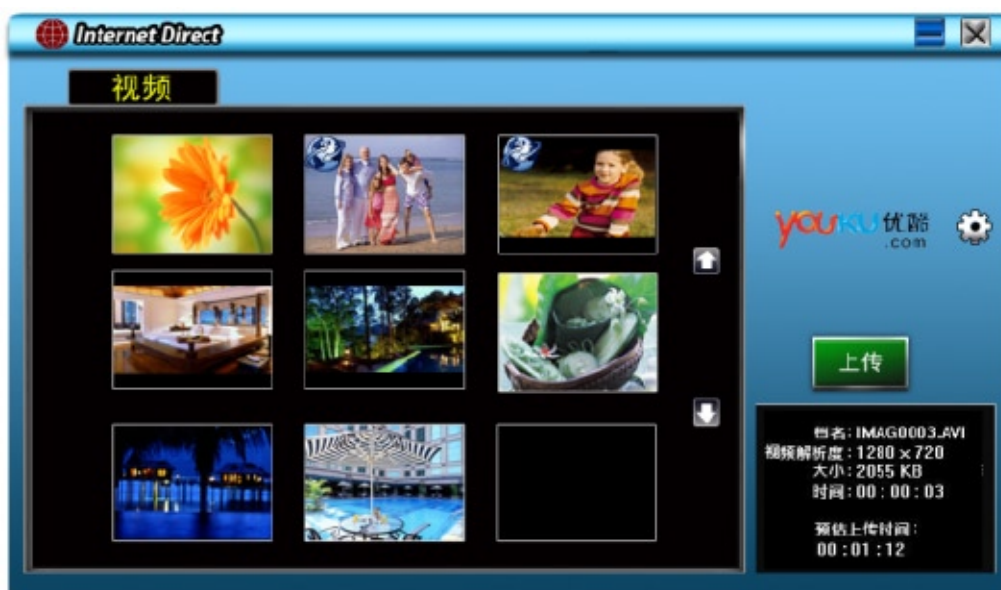 Internet Direct
视频
youku优酷
.com
上传
档名:IMAG0003.AVI
视频解析度:1280 x 720
大小:2055 KB
时间:00:00:03
预估上传时间:
00:01:12